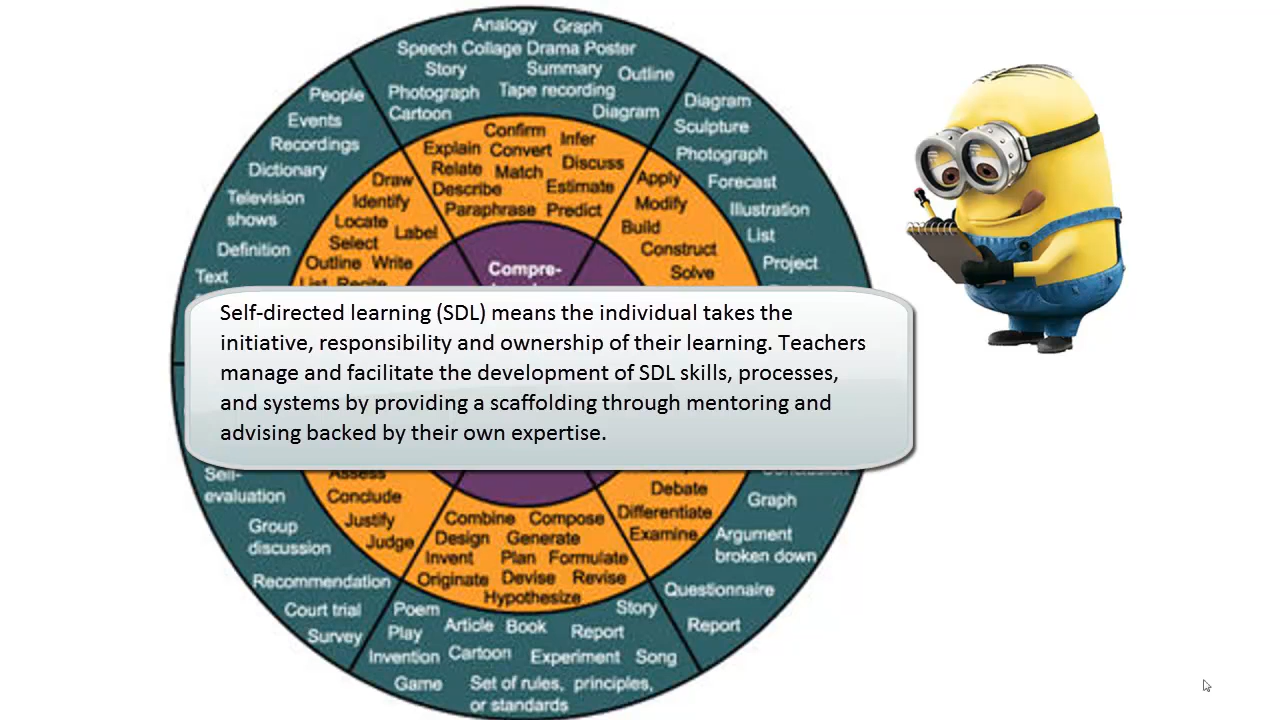 Analogy Graph
Speech Collage Drama Poster
Story Summary Outline
Photograph Tape recording
Cartoon Diagram
People
Events
Recordings
Dictionary
Television
shows
Definition
Text
Diagram
Sculpture
Photograph
Forecast
Illustration
List
Project
Confirm Infer
Explain Convert
Relate Match Discuss
Describe Estimate
Paraphrase Predict
Draw
Identify
Locate Label
Select
Outline Write
List Recite
Apply
Modify
Build
Construct
Solve
Compre-
Self-directed learning (SDL) means the individual takes the
initiative, responsibility and ownership of their learning. Teachers
manage and facilitate the development of SDL skills, processes,
and systems by providing a scaffolding through mentoring and
advising backed by their own expertise.
Assess
Conclude
Justify
Judge
Debate
Differentiate
Examine
Combine Compose
Design Generate
Invent Plan Formulate
Originate Devise Revise
Hypothesize
Self-
evaluation
Group
discussion
Recommendation
Court trial
Survey
Conclusion
Graph
Argument
broken down
Questionnaire
Report
Poem Story
Play Article Book Report
Invention Cartoon Experiment Song
Game Set of rules, principles,
or standards